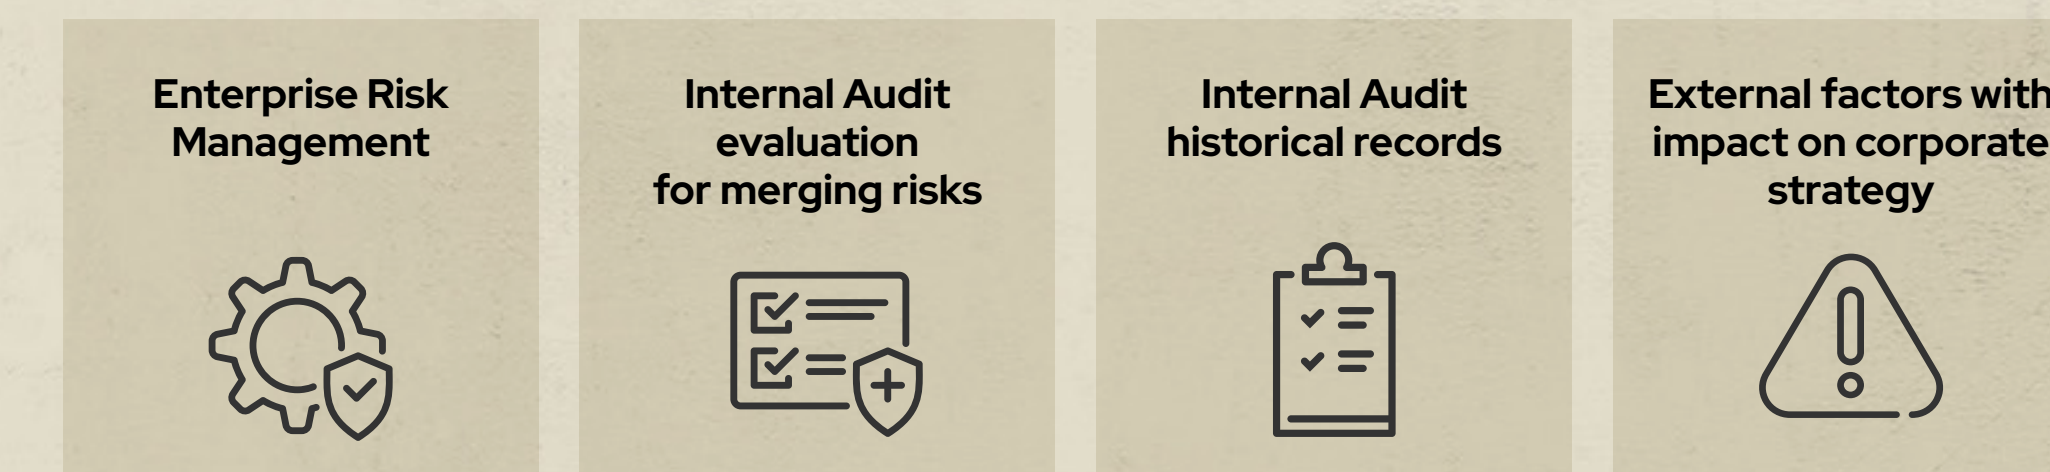 Enterprise Risk
Management
Internal Audit
evaluation
for merging risks
Internal Audit
historical records
External factors with
impact on corporate
strategy